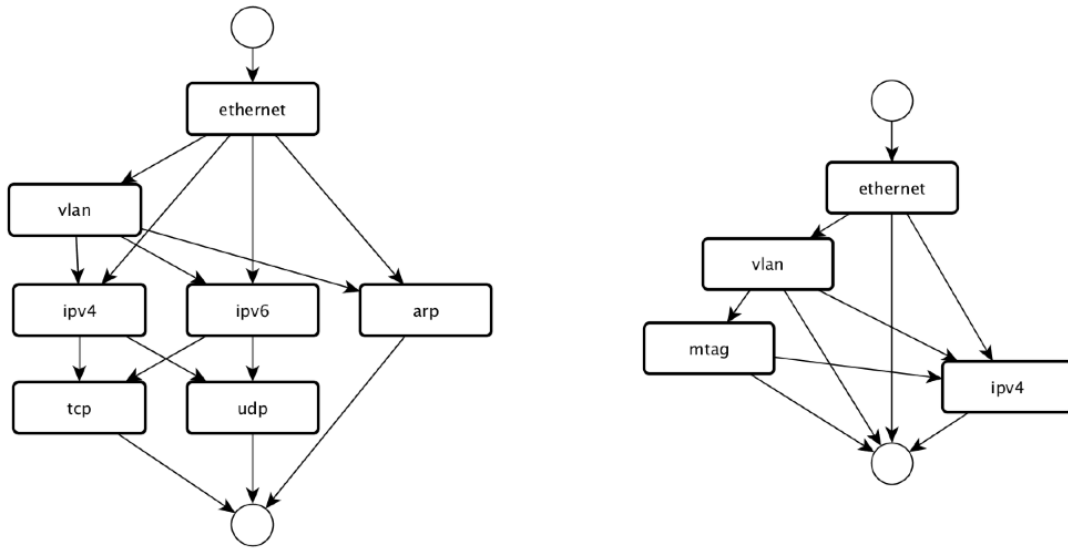 ethernet
vlan
ipv4
ipv6
arp
tcp
udp
ethernet
vlan
mtag
ipv4